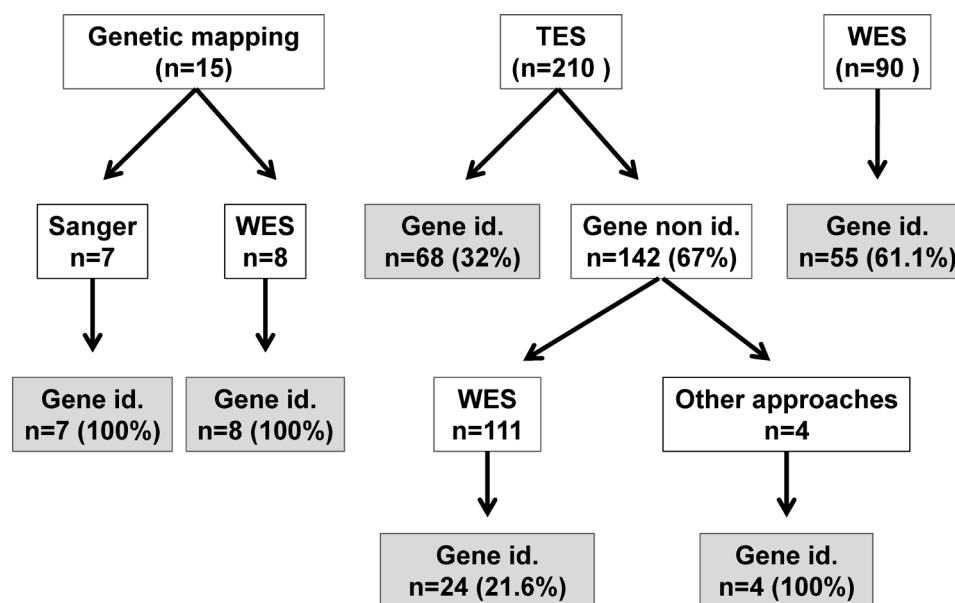 Genetic mapping
(n=15)
TES
(n=210 )
WES
(n=90 )
Sanger
n=7
WES
n=8
Gene id.
n=68 (32%)
Gene non id.
n=142 (67%)
Gene id.
n=55 (61.1%)
Gene id.
n=7 (100%)
Gene id.
n=8 (100%)
WES
n=111
Other approaches
n=4
Gene id.
n=24 (21.6%)
Gene id.
n=4 (100%)